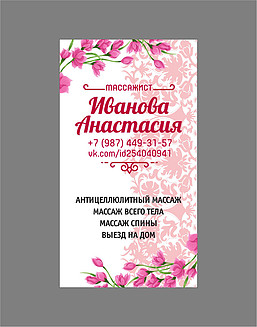 МАССАЖИСТ
Иванова
Анастасия
+7 (987) 449-31-57
vk.com/id254040941
АНТИЦЕЛЛЮЛИТНЫЙ МАССАЖ
МАССАЖ ВСЕГО ТЕЛА
МАССАЖ СПИНЫ
ВЫЕЗД НА ДОМ